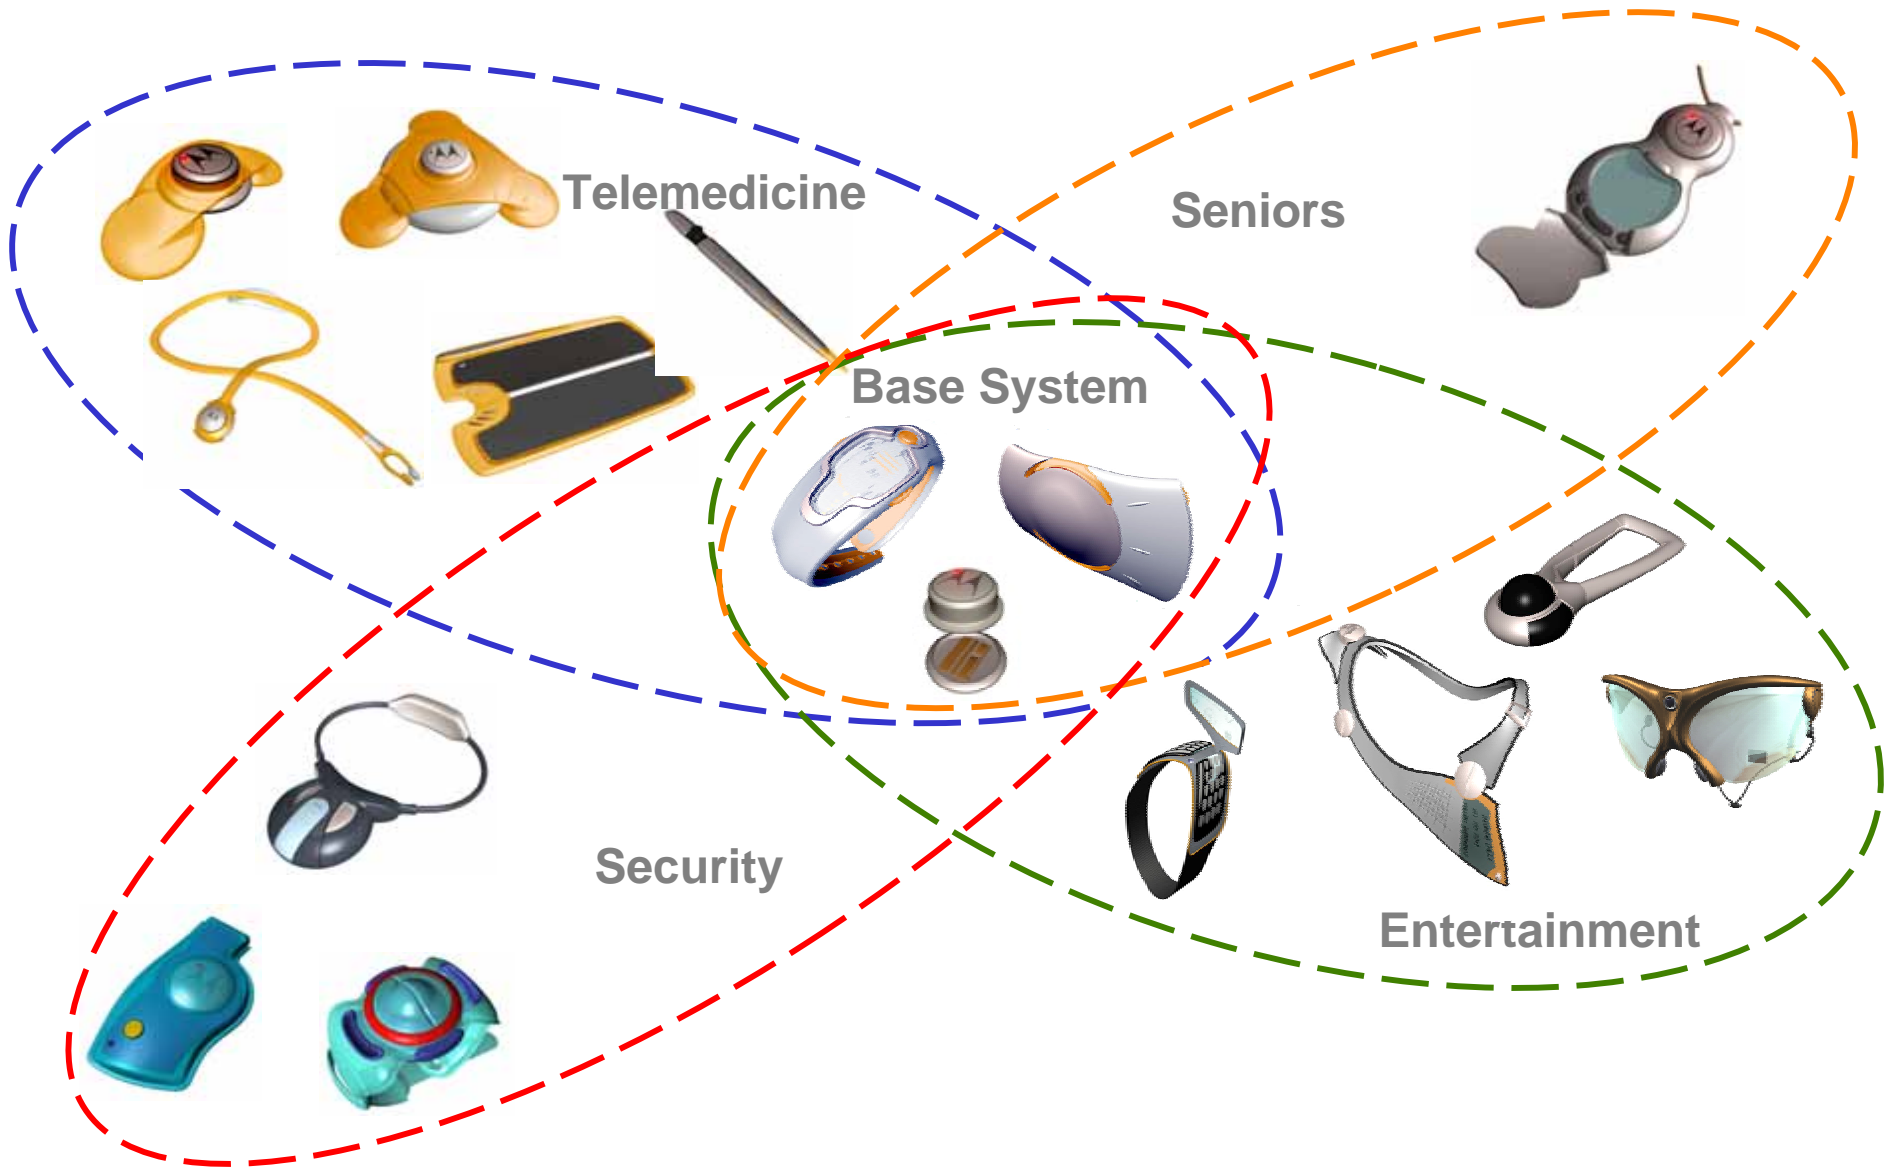 Telemedicine
Seniors
Base System
Security
Entertainment